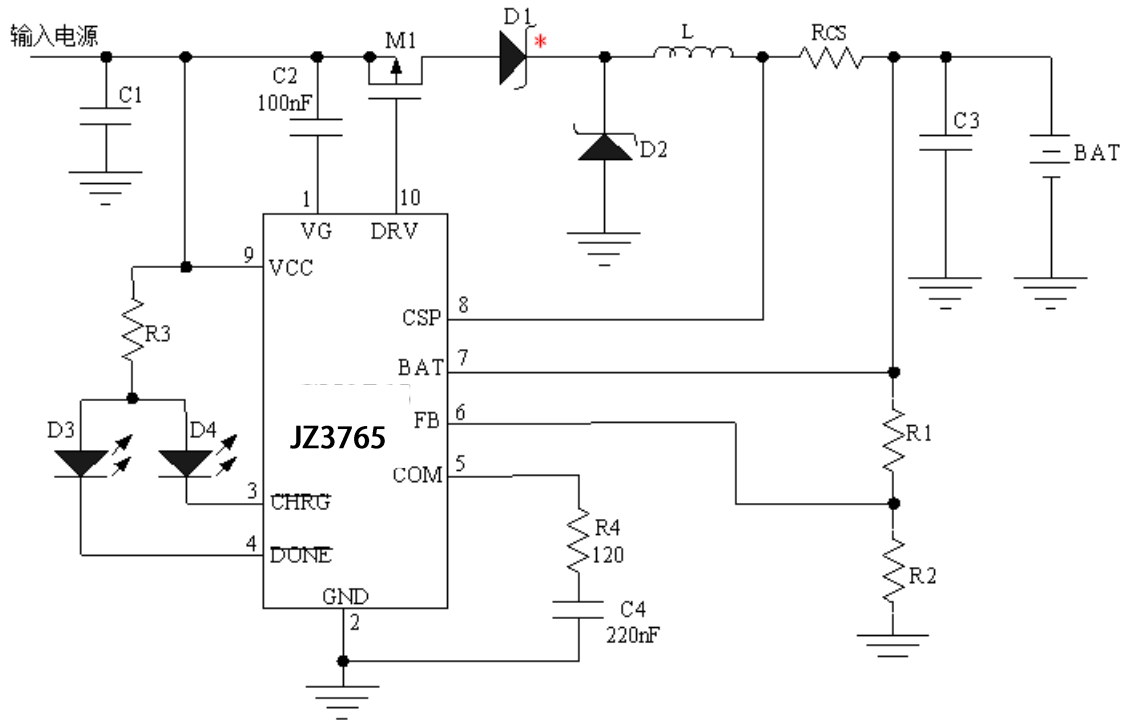 输入电源
D1
*
M1
L
RCS
C1
C2
100nF
D2
C3
BAT
1
10
VG
DRV
9
VCC
CSP
8
R3
BAT
7
FB
6
JZ3765
R1
D3
D4
COM
5
3
CHRG
R4
120
4
DONE
R2
GND
2
C4
220nF